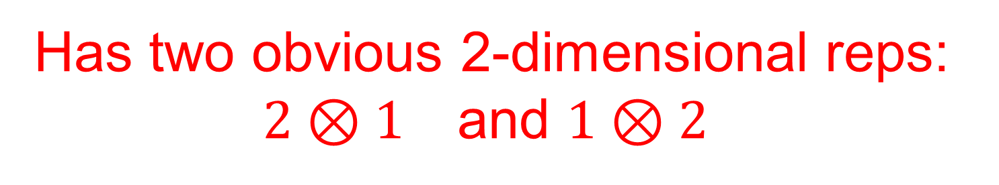 Has two obvious 2-dimensional reps:
2 ⊗ 1 and 1 ⊗ 2